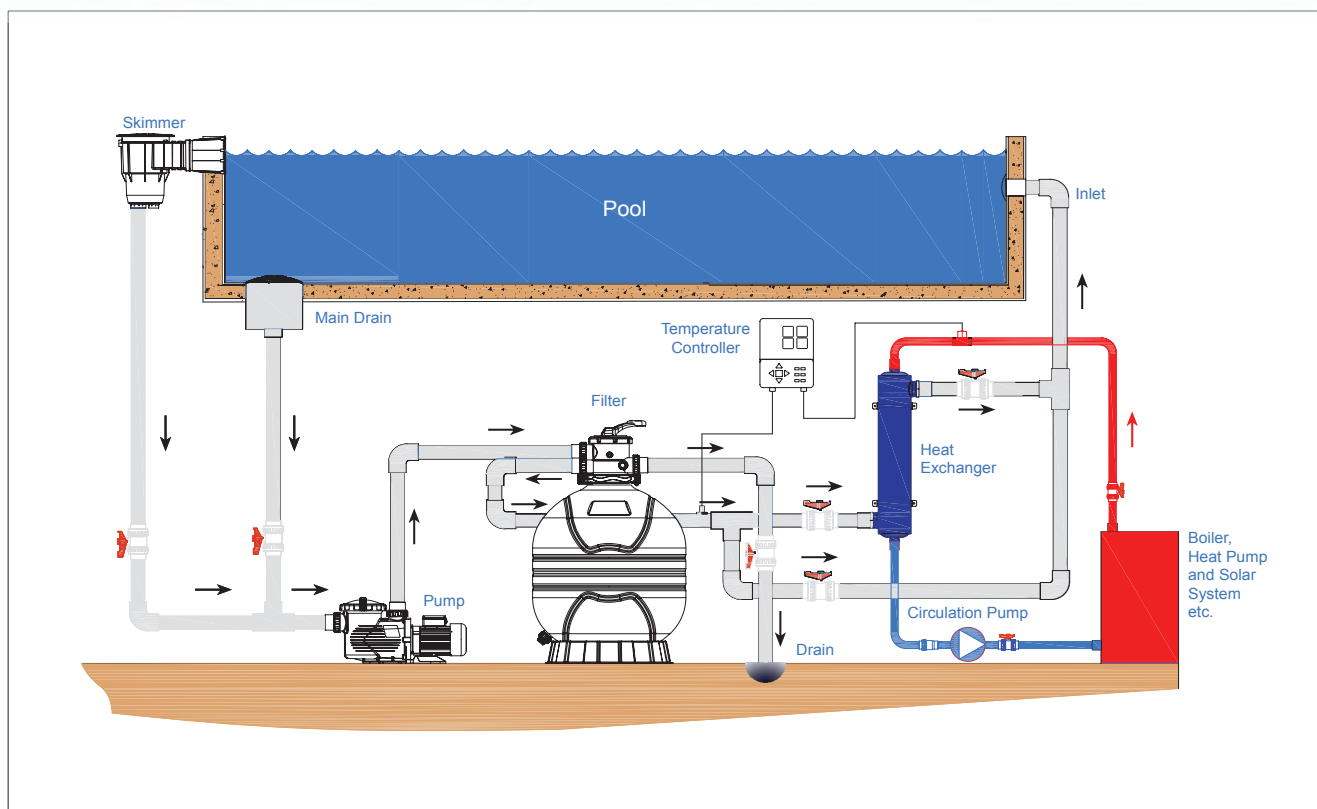 Skimmer
Pool
Inlet
Main Drain
Temperature
Controller
Filter
Heat
Exchanger
Boiler,
Heat Pump
and Solar
System
etc.
Pump
Circulation Pump
Drain